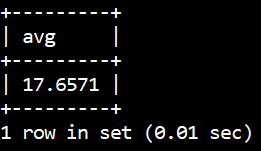 +---------+
| avg     |
+---------+
| 17.6571 |
+---------+
1 row in set (0.01 sec)